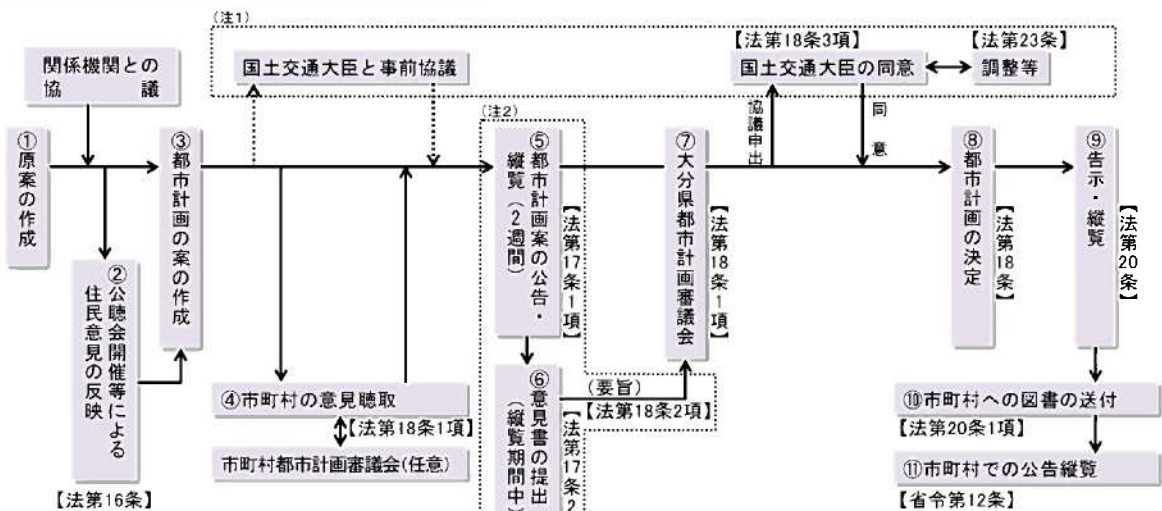 (注1)
関係機関との
協　議
国土交通大臣と事前協議
【法第18条3項】
国土交通大臣の同意
【法第23条】
調整等
(注2)
協議申出
同　意
①原案の作成
②公聴会開催等による
住民意見の反映
【法第16条】
③都市計画の案の作成
④市町村の意見聴取
【法第18条1項】
市町村都市計画審議会(任意)
⑤都市計画案の公告・
縦覧（2週間）
【法第17条1項】
⑥意見書の提出
（縦覧期間中）
【法第17条2
(要旨)
【法第18条2項】
⑦大分県都市計画審議会
【法第18条1項】
⑧都市計画の決定
【法第18条】
⑨告示・縦覧
【法第20条】
⑩市町村への図書の送付
【法第20条1項】
⑪市町村での公告縦覧
【省令第12条】